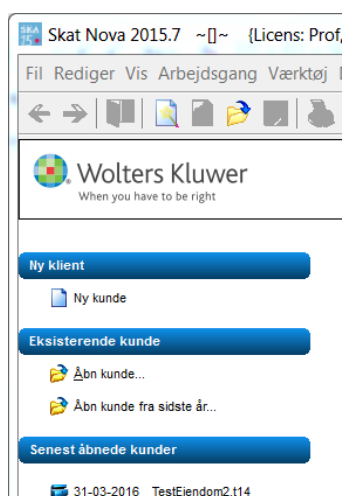 Skat Nova 2015.7 ~[]~ {Licens: Prof,
Fil Rediger Vis Arbejdsgang Værktøj
Wolters Kluwer
When you have to be right
Ny klient
Ny kunde
Eksisterende kunde
Åbn kunde...
Åbn kunde fra sidste år...
Senest åbnede kunder
31-03-2016 TestEjendom2.t14